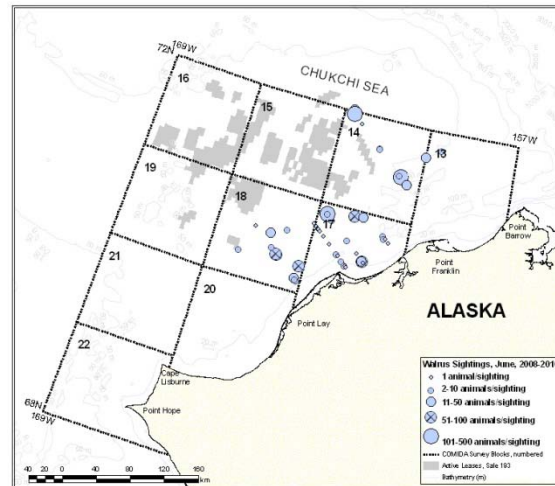 169W
72N
CHUKCHI SEA
16
15
14
13
157W
19
18
17
Point
Barrow
21
20
Point
Franklin
Point Lay
ALASKA
22
Cape
Lisburne
Point Hope
68N
169W
Walrus Sightings, June, 2008-201
1 animal/sighting
2-10 animals/sighting
11-50 animals/sighting
51-100 animals/sighting
101-500 animals/sighting
COMIDA Survey Blocks, numbered
Active Leases, Sale 193
Bathymetry (m)
40 20 0 40 80 120 160
km